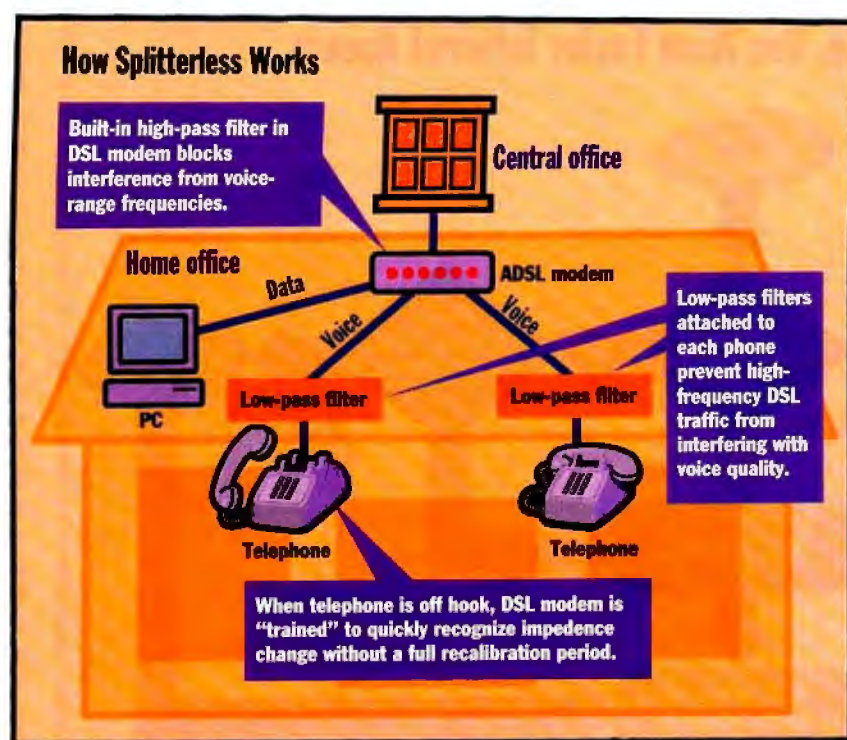 How Splitterless Works
Built-in high-pass filter in
DSL modem blocks
interference from voice-
range frequencies.
Central office
Home office
ADSL modem
Data
Voice
Voice
Low-pass filters
attached to
each phone
prevent high-
frequency DSL
traffic from
interfering with
voice quality.
PC
Low-pass filter
Low-pass filter
Telephone
Telephone
When telephone is off hook, DSL modem is
"trained" to quickly recognize impedence
change without a full recalibration period.